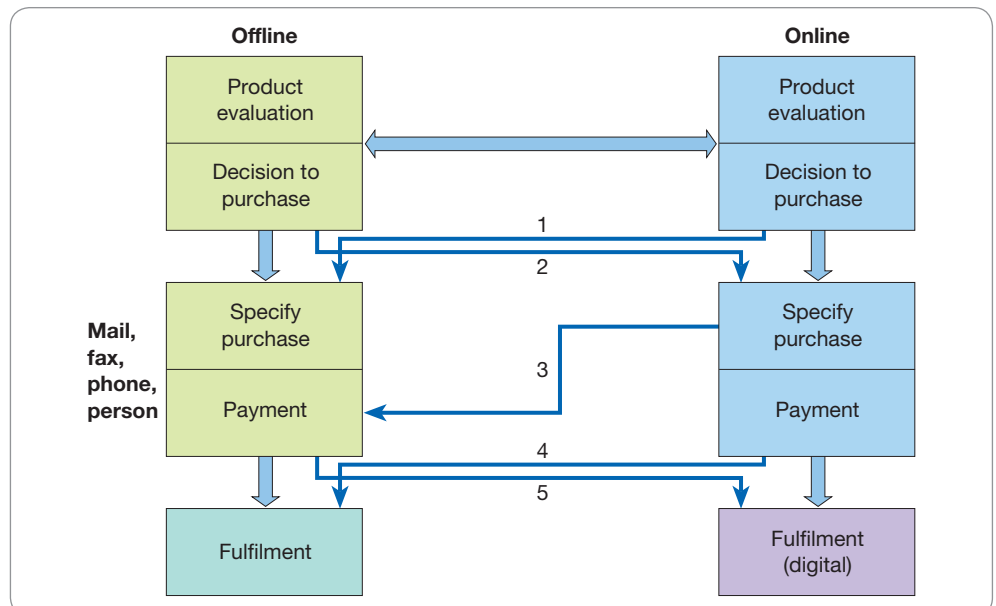 Offline
Online
Product
evaluation
Product
evaluation
Decision to
purchase
Decision to
purchase
1
2
Mail,
fax,
phone,
person
Specify
purchase
Specify
purchase
3
Payment
Payment
4
5
Fulfilment
Fulfilment
(digital)